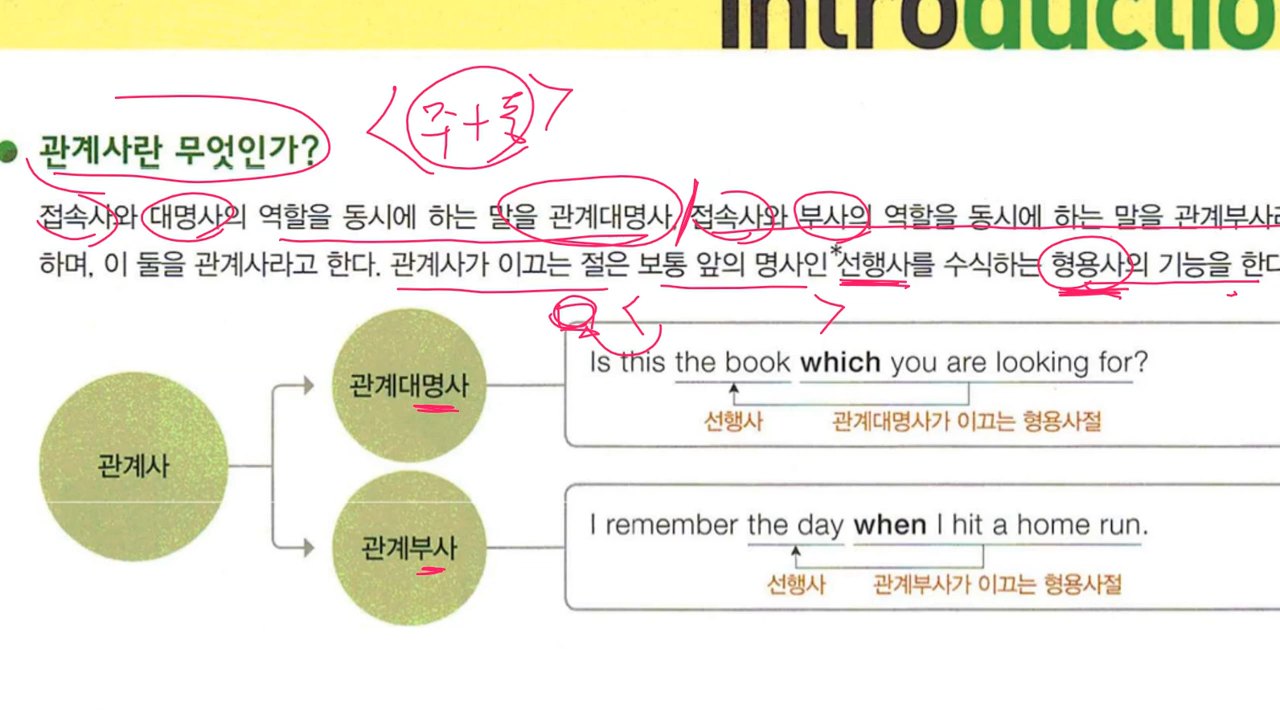 Introductio
관계사란 무엇인가?
<주+동>
접속사와 대명사의 역할을 동시에 하는 말을 관계대명사, 접속사와 부사의 역할을 동시에 하는 말을 관계부사라
하며, 이 둘을 관계사라고 한다. 관계사가 이끄는 절은 보통 앞의 명사인 *선행사를 수식하는 형용사의 기능을 한다
관계사
관계대명사
Is this the book which you are looking for?
선행사 관계대명사가 이끄는 형용사절
관계부사
I remember the day when I hit a home run.
선행사 관계부사가 이끄는 형용사절